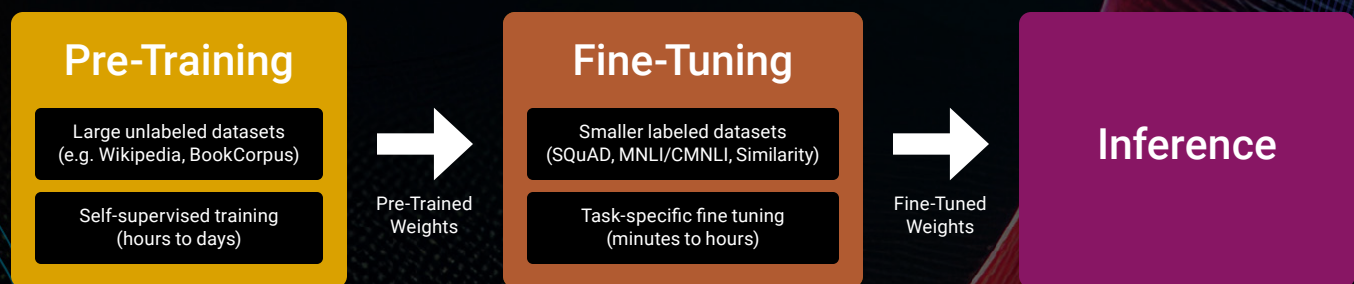 Pre-Training
Large unlabeled datasets
(e.g. Wikipedia, BookCorpus)
Self-supervised training
(hours to days)
Pre-Trained
Weights
Fine-Tuning
Smaller labeled datasets
(SQuAD, MNLI/CMNLI, Similarity)
Task-specific fine tuning
(minutes to hours)
Fine-Tuned
Weights
Inference